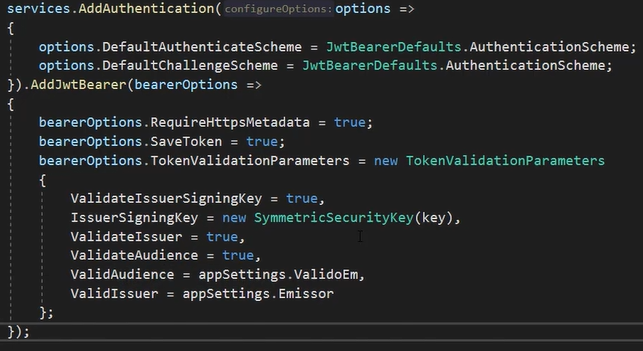 services.AddAuthentication(configureOptions: options =>
{
    options.DefaultAuthenticateScheme = JwtBearerDefaults.AuthenticationScheme;
    options.DefaultChallengeScheme = JwtBearerDefaults.AuthenticationScheme;
}).AddJwtBearer(bearerOptions =>
{
    bearerOptions.RequireHttpsMetadata = true;
    bearerOptions.SaveToken = true;
    bearerOptions.TokenValidationParameters = new TokenValidationParameters
    {
        ValidateIssuerSigningKey = true,
        IssuerSigningKey = new SymmetricSecurityKey(key),
        ValidateIssuer = true,
        ValidateAudience = true,
        ValidAudience = appSettings.ValidoEm,
        ValidIssuer = appSettings.Emissor
    };
});